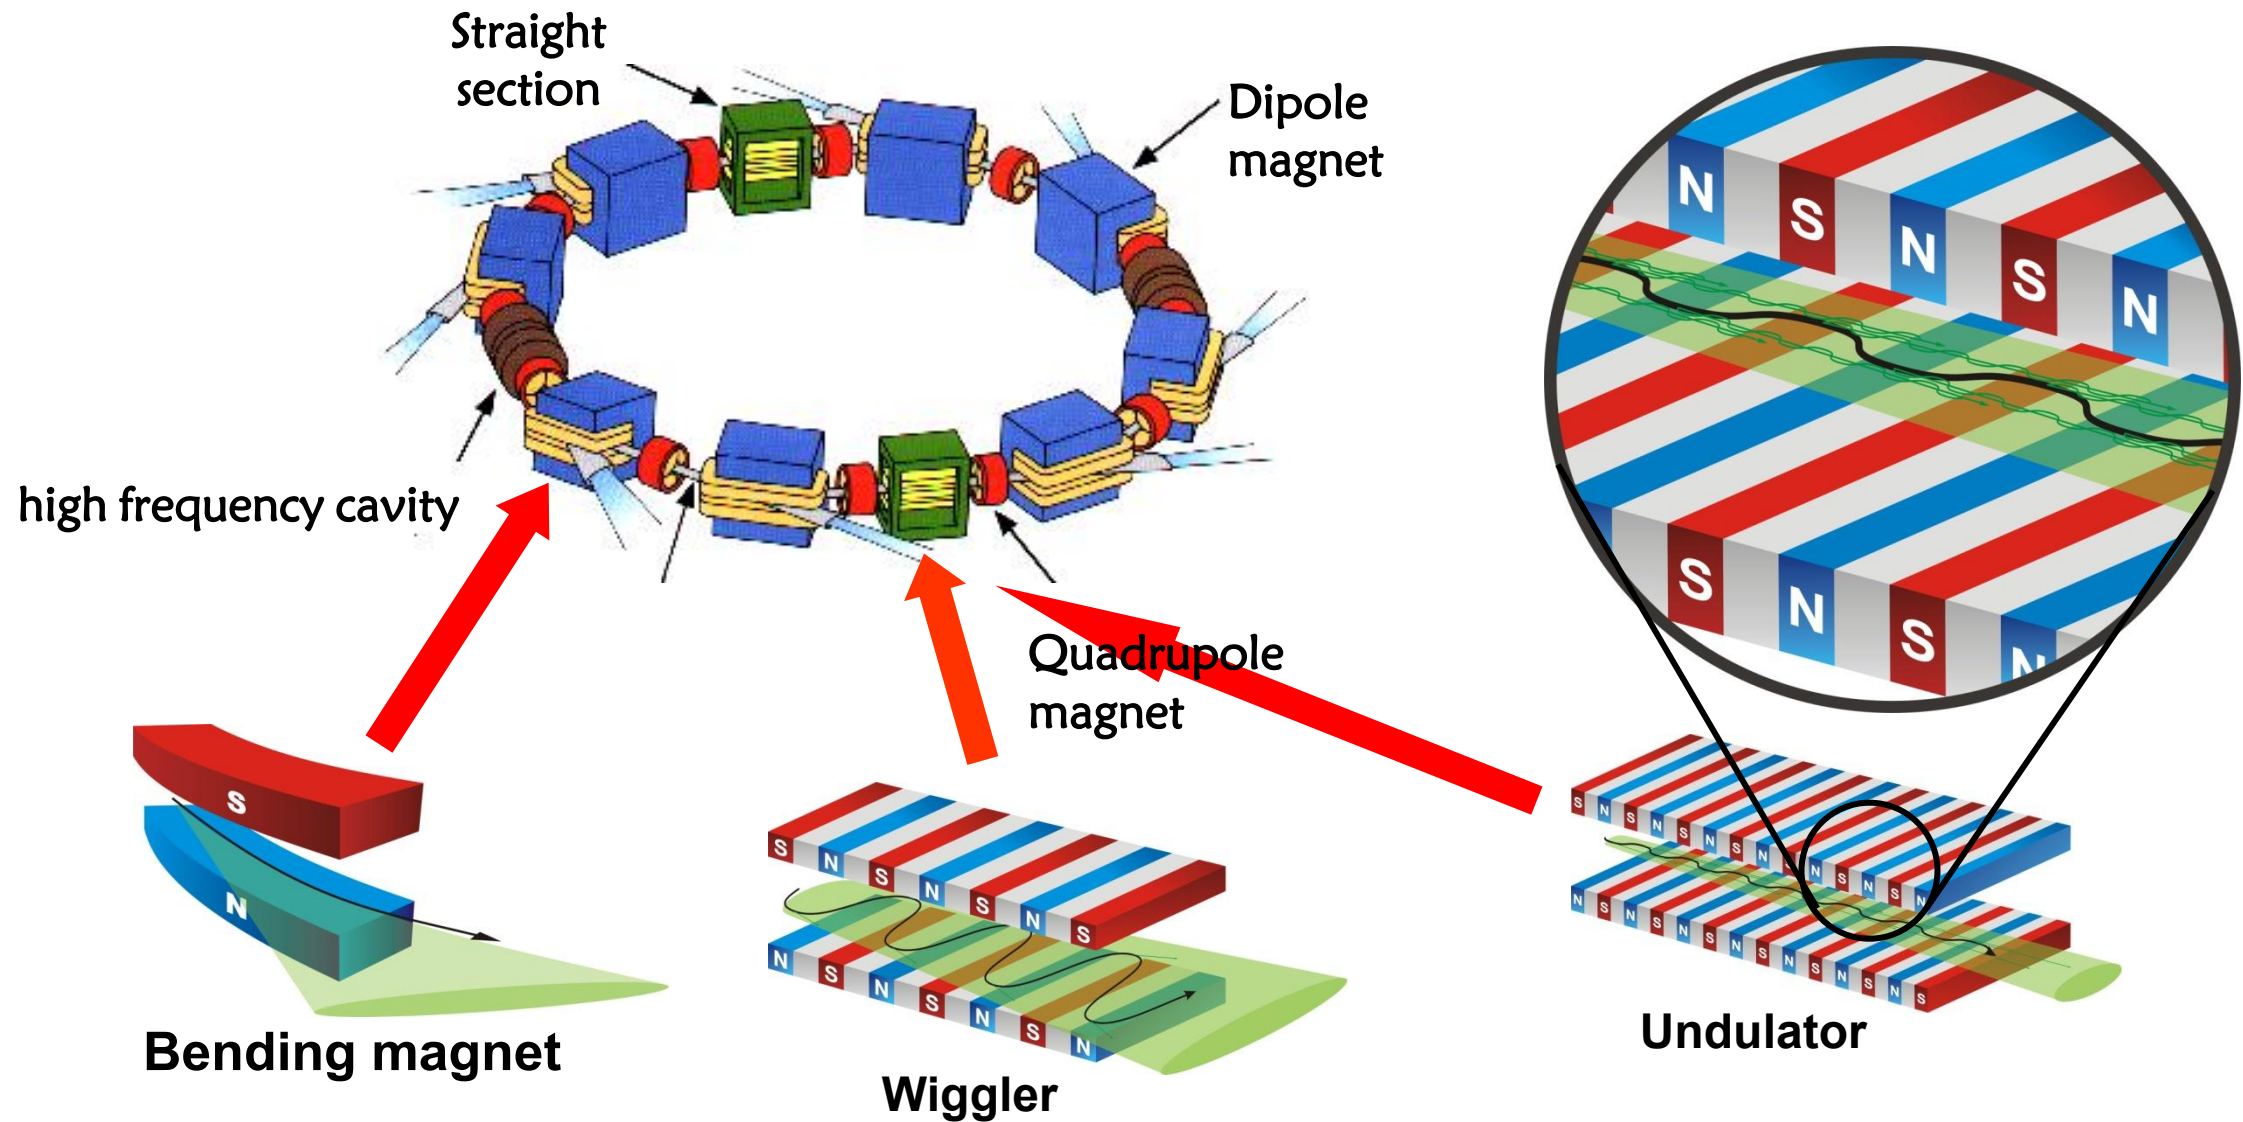 Straight
section
Dipole
magnet
high frequency cavity
Quadrupole
magnet
N S N S N
S N S N
S
N
Bending magnet
S N S N S N S
N S N S N S N
Wiggler
S N S N S N S N S N S N S N
N S N S N S N S N S N S N S
Undulator